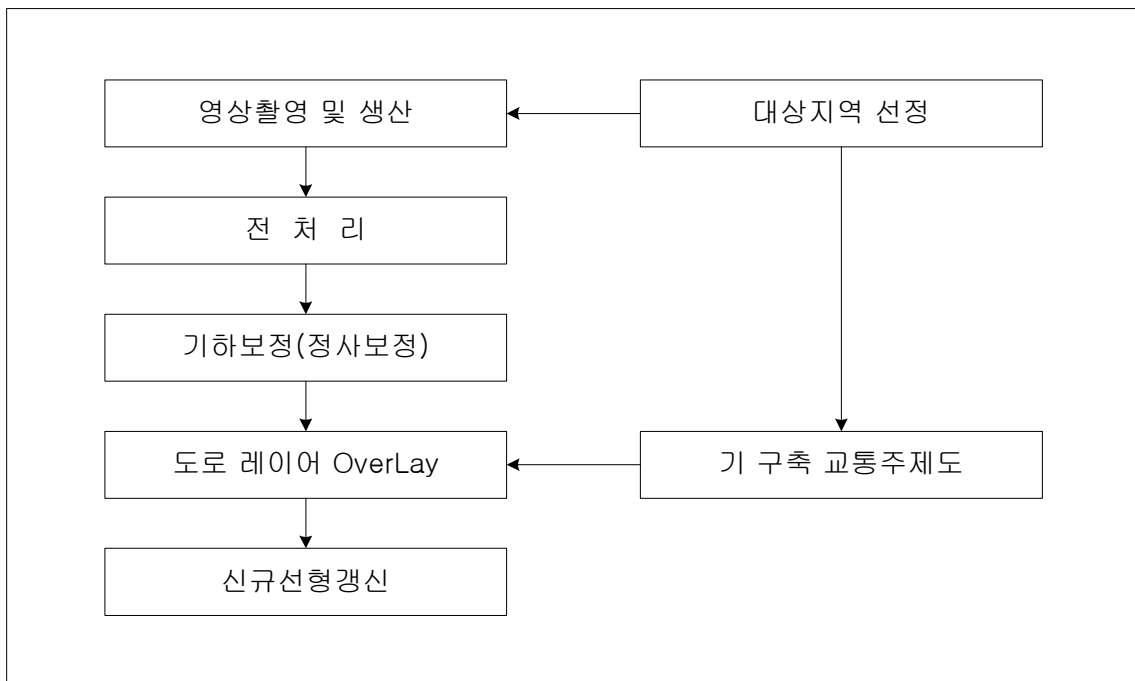 영상촬영 및 생산
대상지역 선정
전 처 리
기하보정(정사보정)
도로 레이어 OverLay
기 구축 교통주제도
신규선형갱신